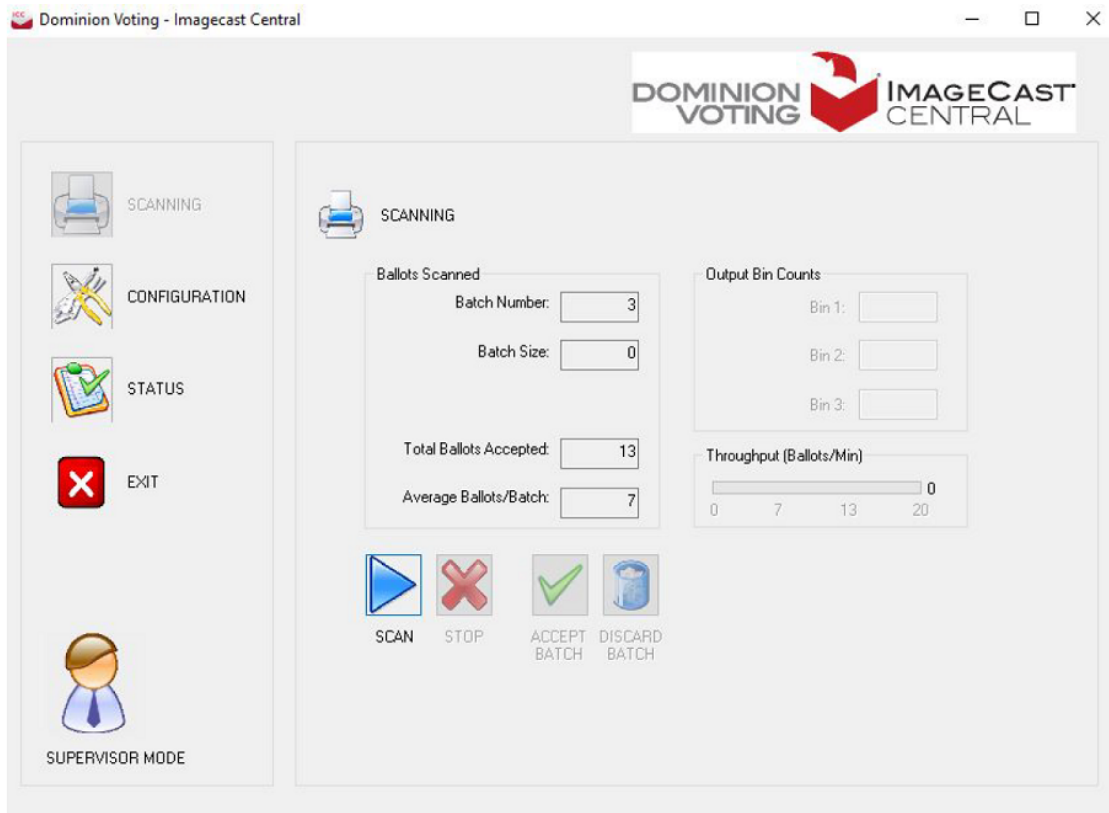 Dominion Voting - Imagecast Central
DOMINION VOTING
IMAGECAST CENTRAL
SCANNING
CONFIGURATION
STATUS
EXIT
SUPERVISOR MODE
SCANNING
Ballots Scanned
Batch Number: 3
Batch Size: 0
Total Ballots Accepted: 13
Average Ballots/Batch: 7
Output Bin Counts
Bin 1:
Bin 2:
Bin 3:
Throughput (Ballots/Min)
0
0 7 13 20
SCAN
STOP
ACCEPT BATCH
DISCARD BATCH